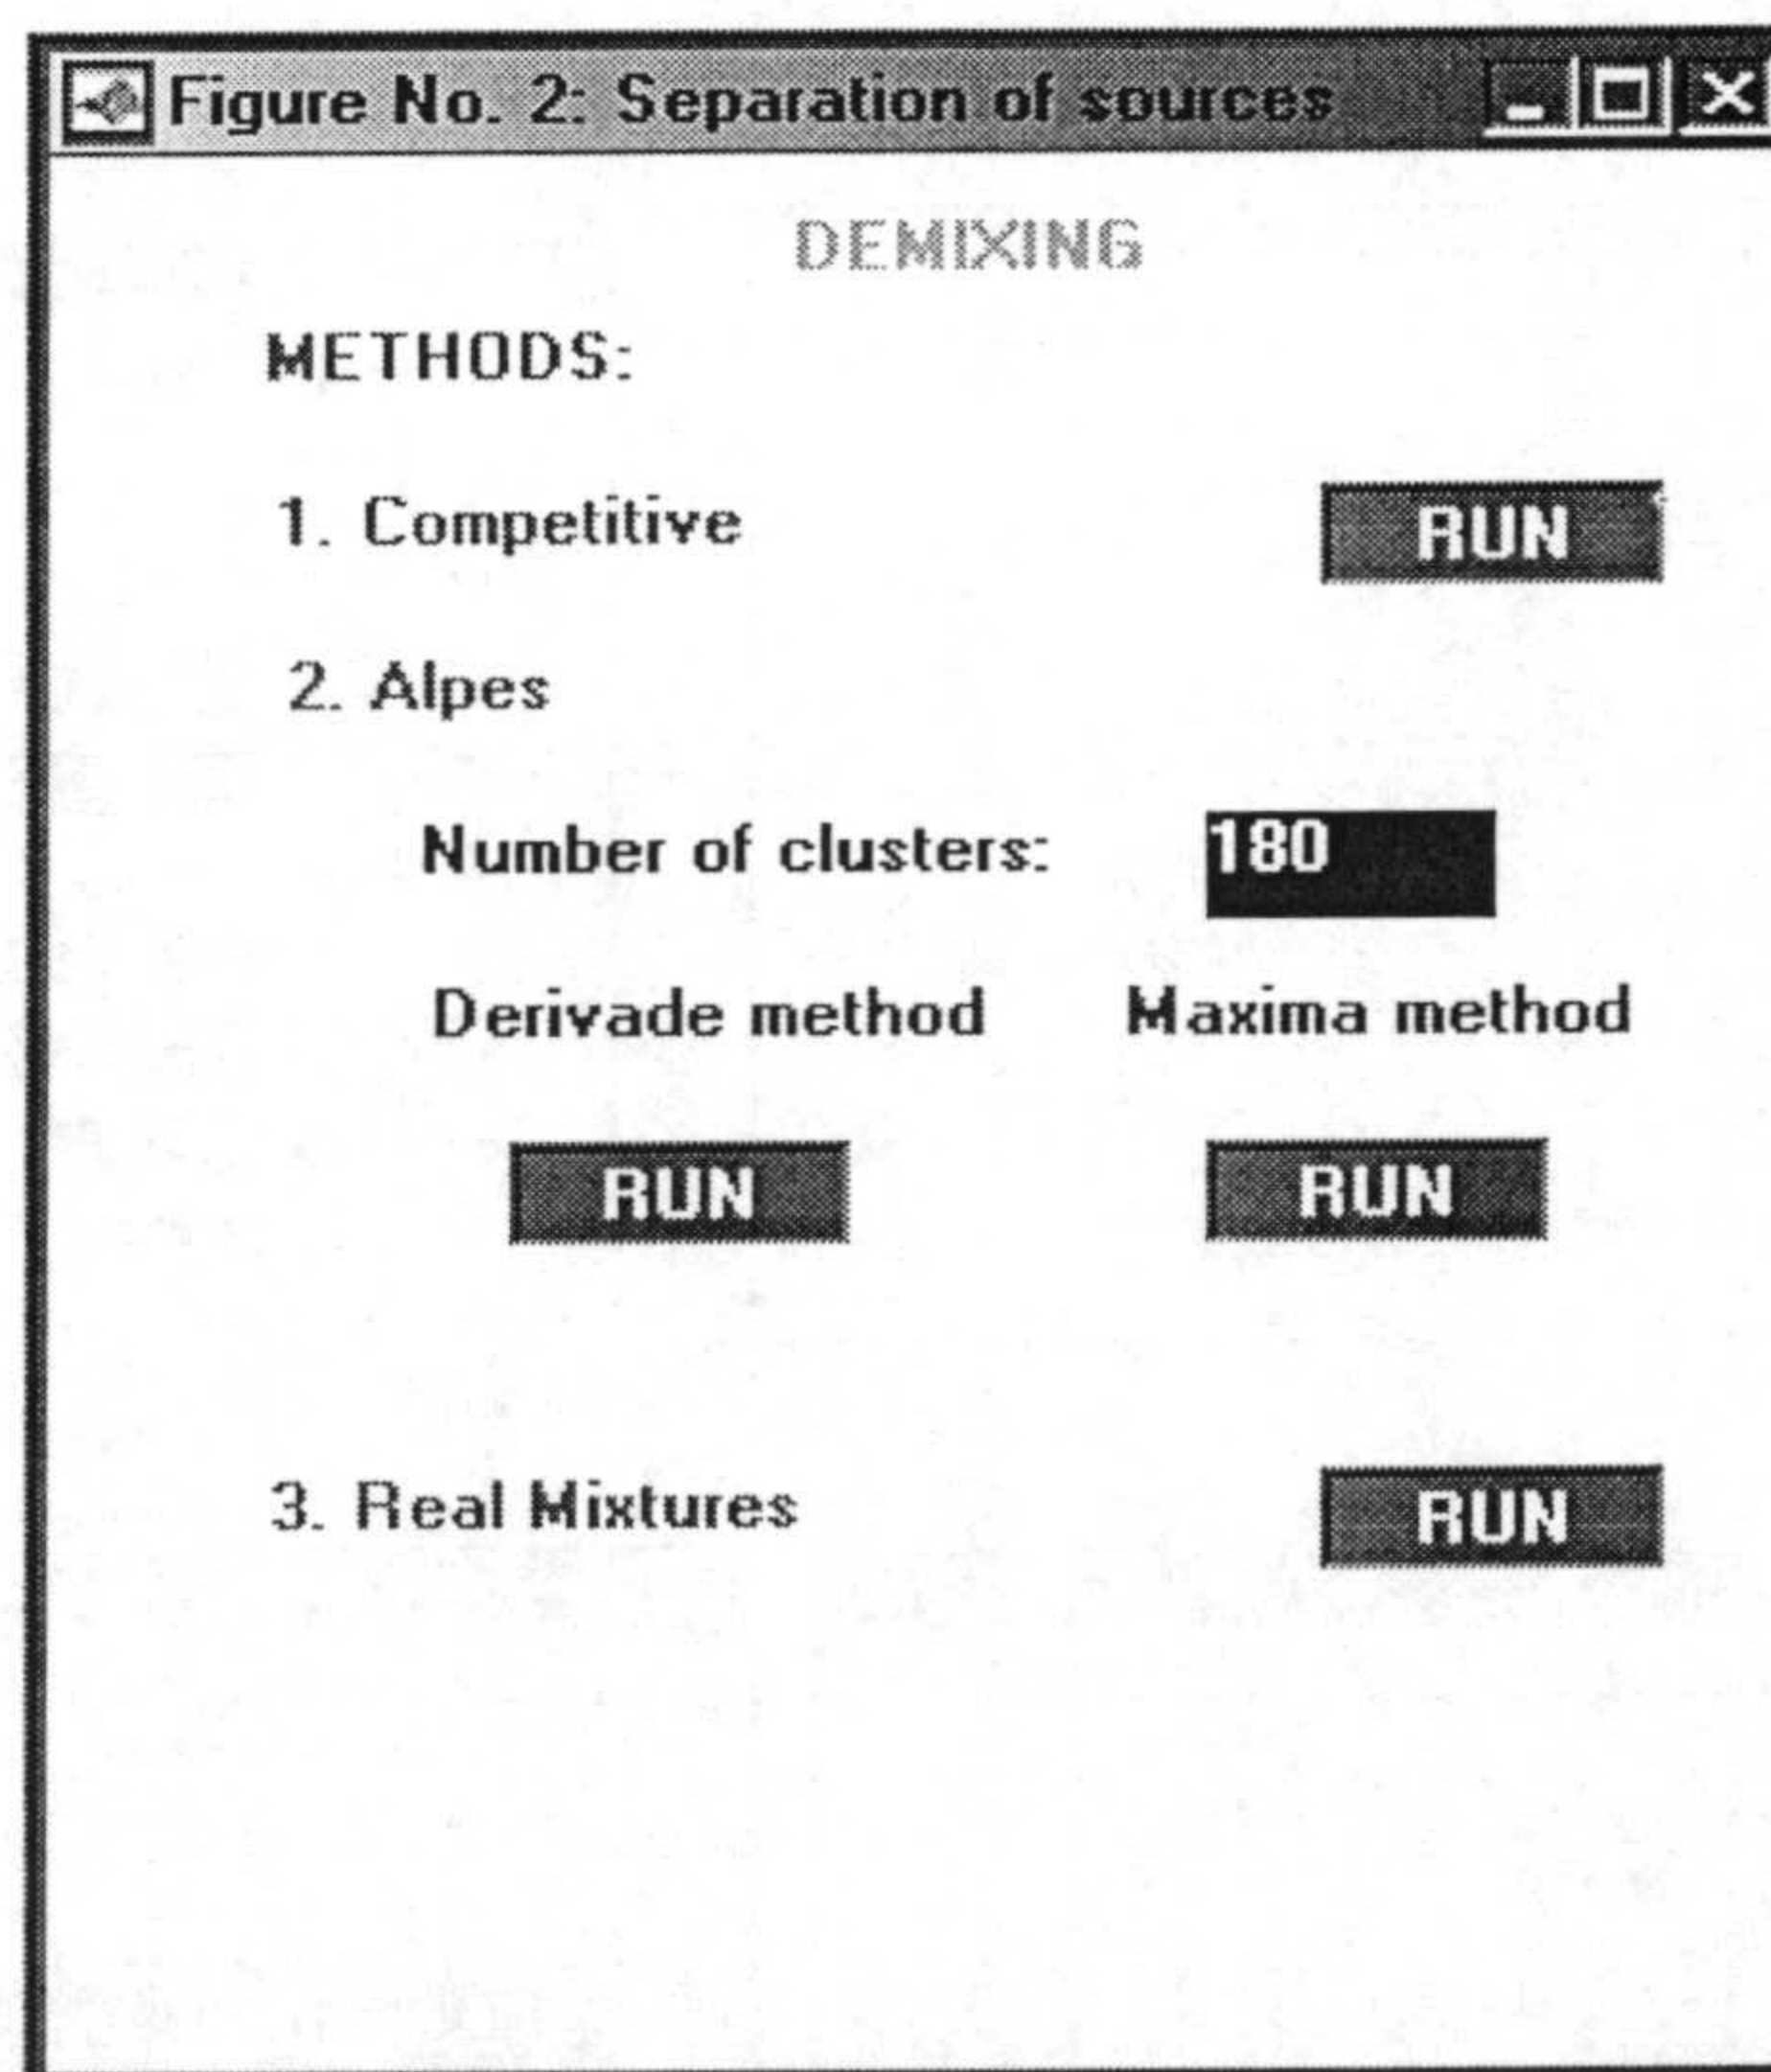 Figure No. 2: Separation of sources
DEMIXING
METHODS:
1. Competitive RUN
2. Alpes
Number of clusters: 180
Derivade method Maxima method
RUN RUN
3. Real Mixtures RUN